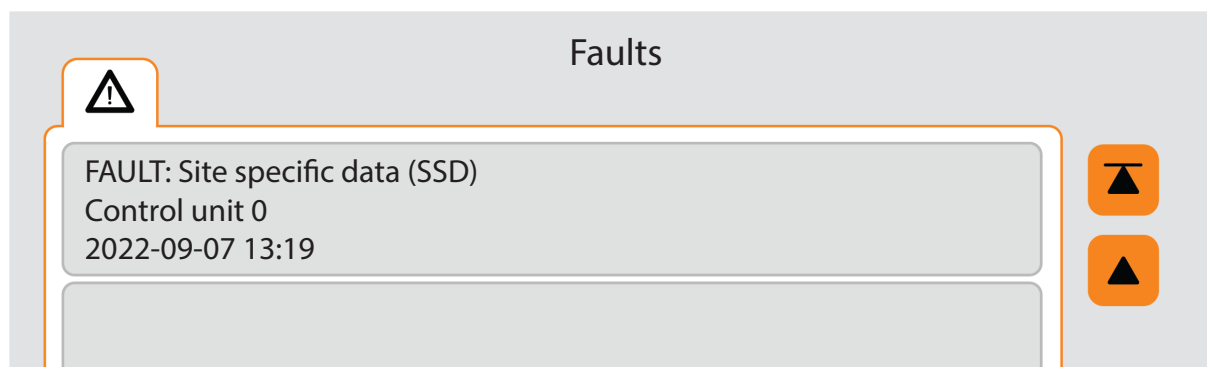 Faults
FAULT: Site specific data (SSD)
Control unit 0
2022-09-07 13:19